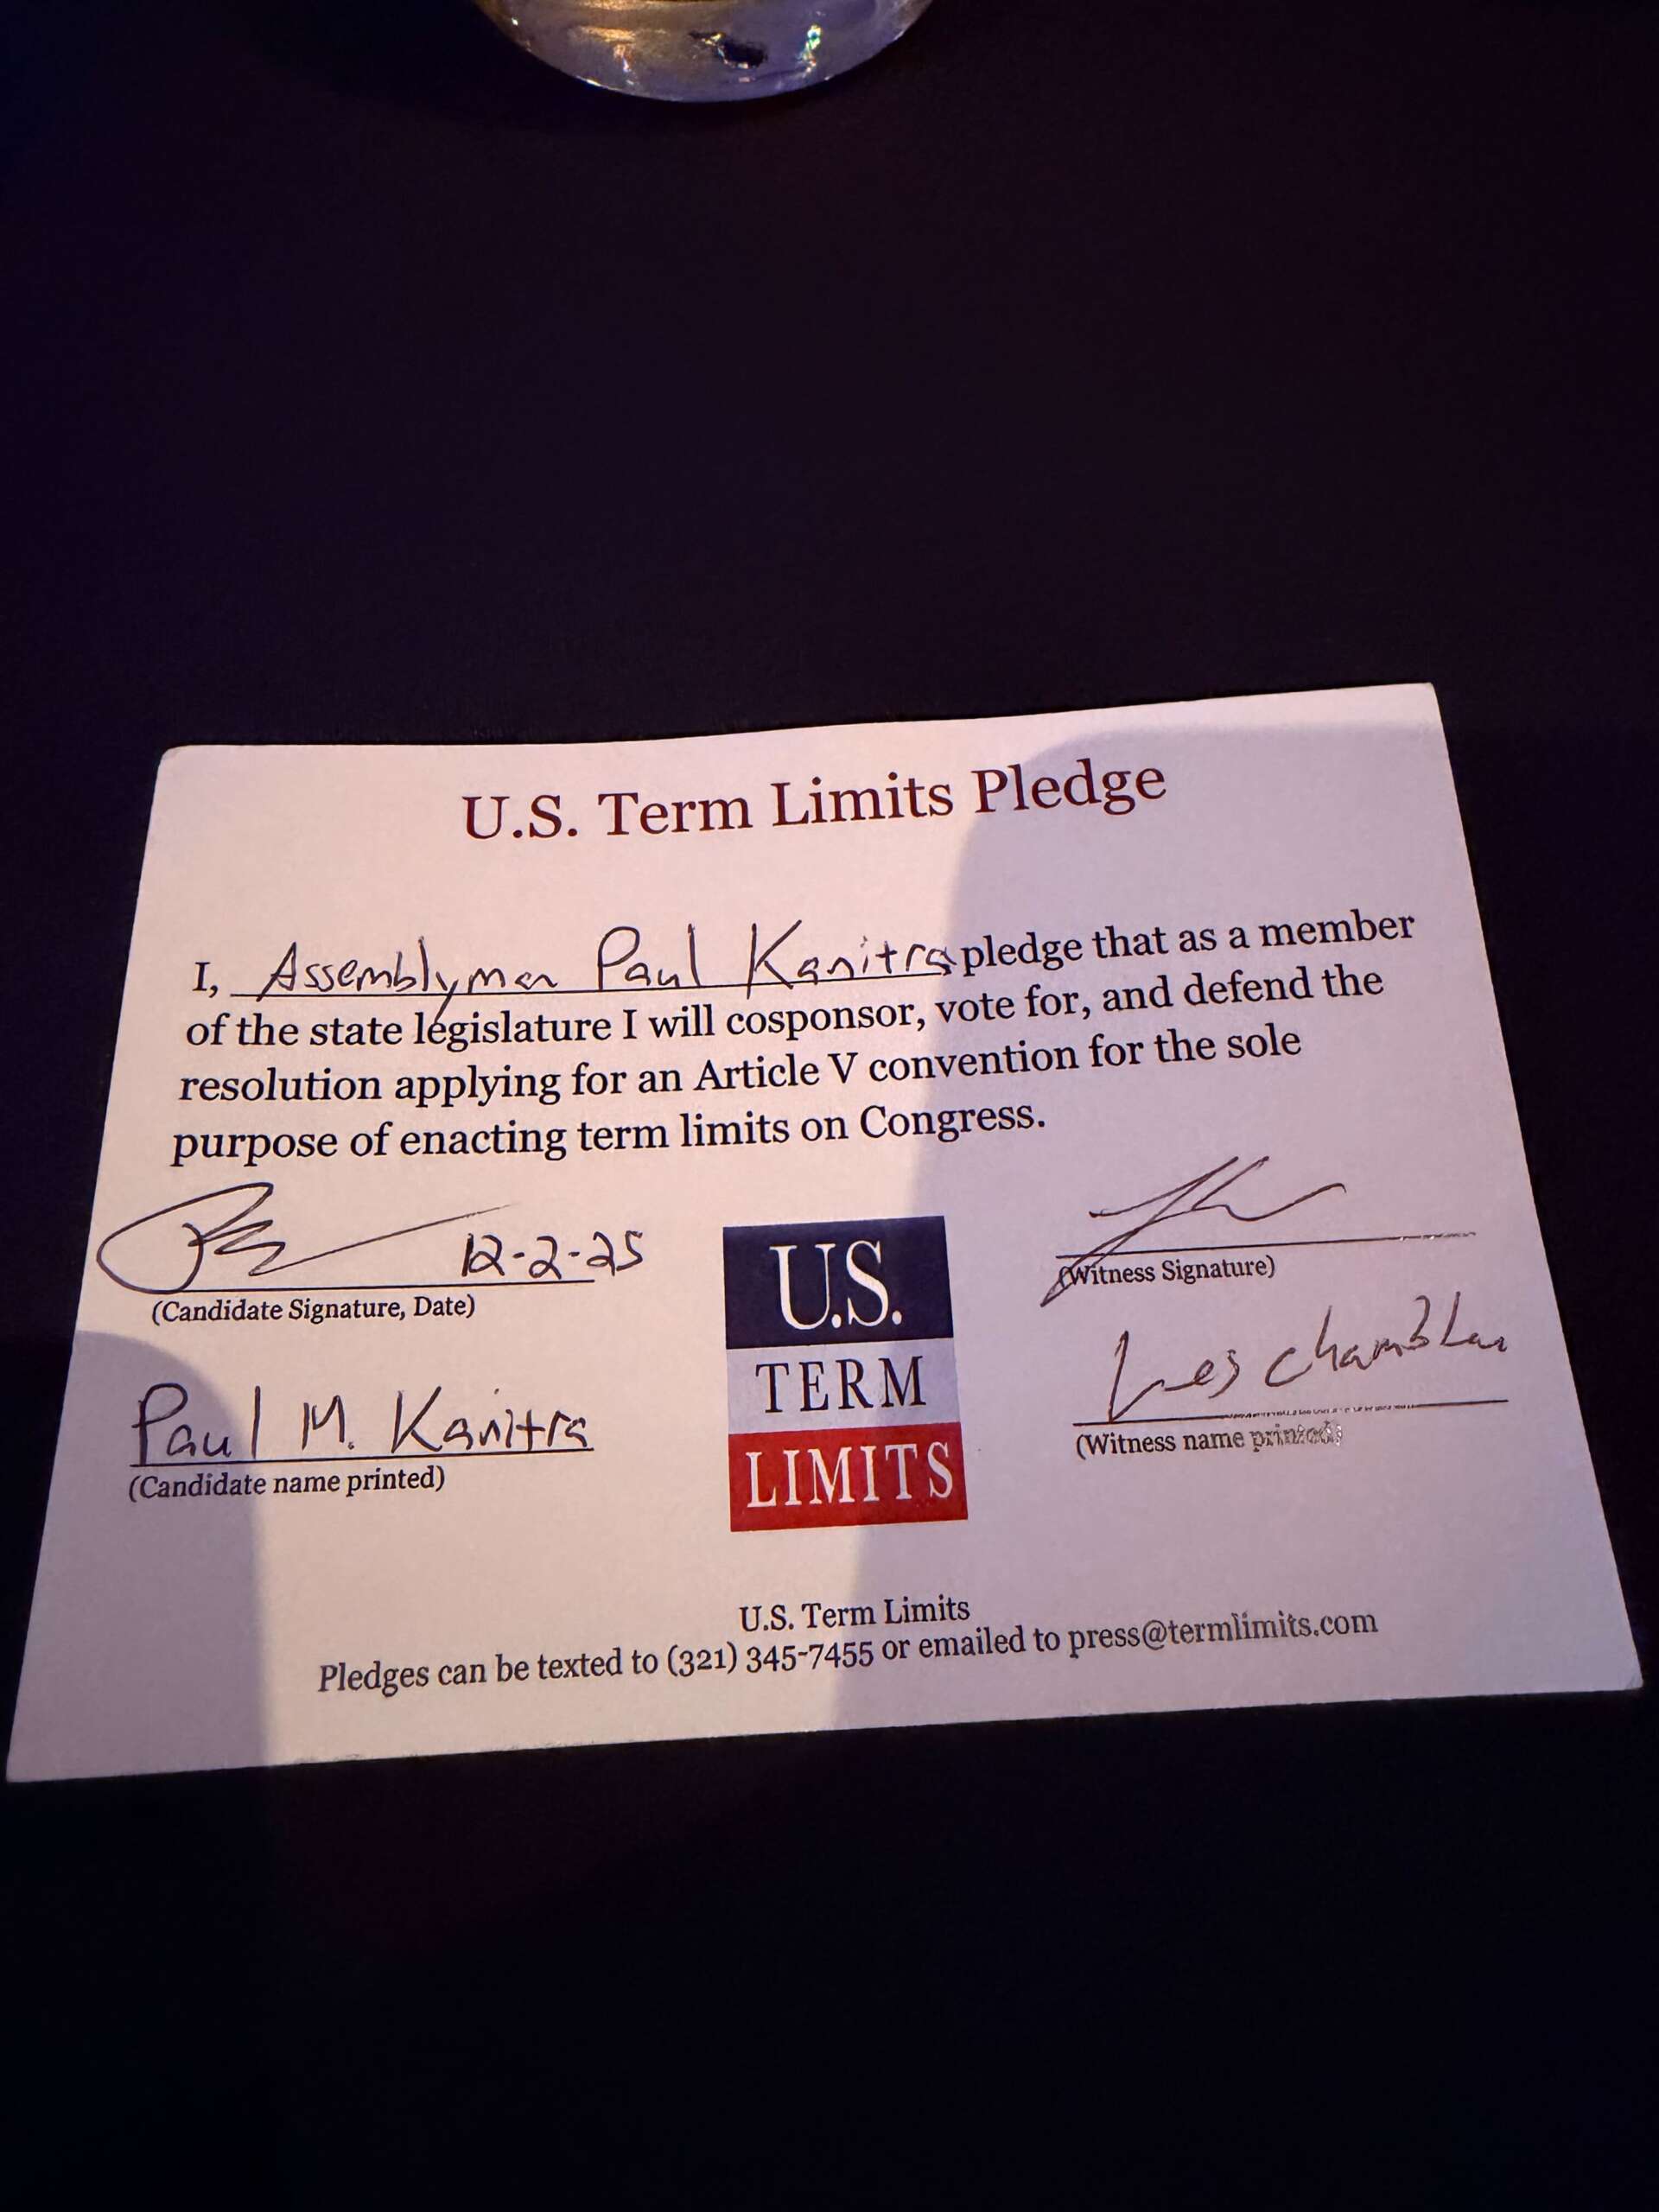 U.S. Term Limits Pledge
I, Assemblyman Paul Kanitra pledge that as a member
of the state legislature I will cosponsor, vote for, and defend the
resolution applying for an Article V convention for the sole
purpose of enacting term limits on Congress.
12-2-25
(Candidate Signature, Date)
Paul M. Kanitra
(Candidate name printed)
U.S.
TERM
LIMITS
(Witness Signature)
(Witness name printed)
U.S. Term Limits
Pledges can be texted to (321) 345-7455 or emailed to press@termlimits.com